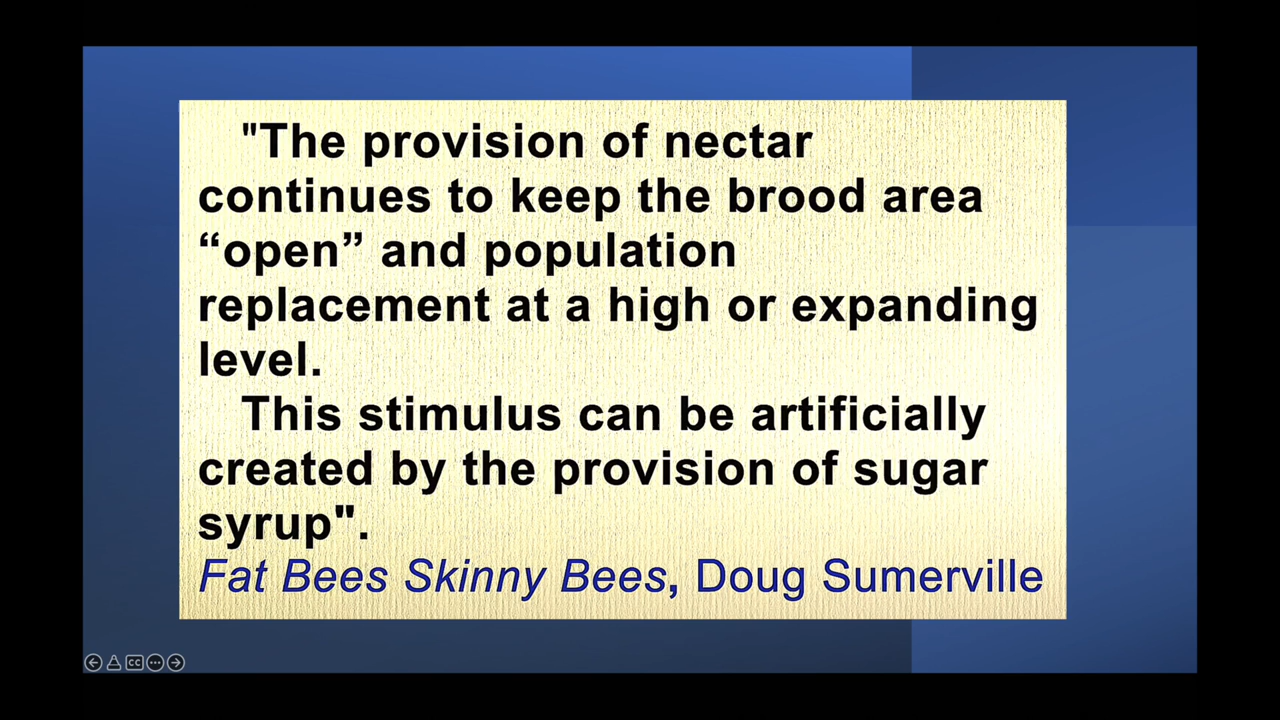 "The provision of nectar
continues to keep the brood area
“open” and population
replacement at a high or expanding
level.
This stimulus can be artificially
created by the provision of sugar
syrup".
Fat Bees Skinny Bees, Doug Sumerville
CC